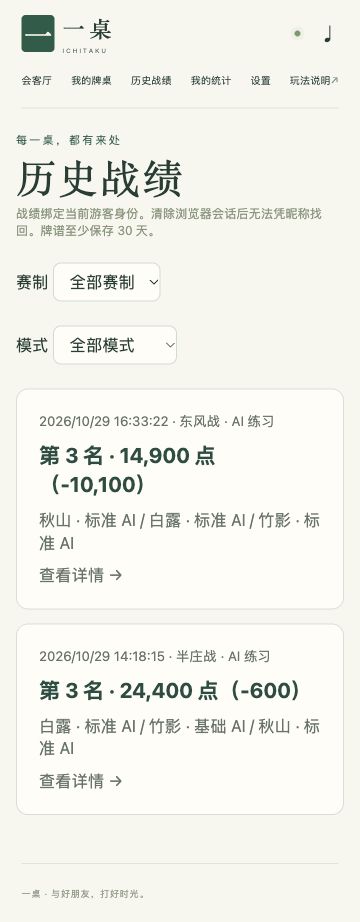 一 一桌
ICHITAKU
会客厅 我的牌桌 历史战绩 我的统计 设置 玩法说明↗
每一桌，都有来处
历史战绩
战绩绑定当前游客身份。清除浏览器会话后无法凭昵称找
回。牌谱至少保存 30 天。
赛制 全部赛制
模式 全部模式
2026/10/29 16:33:22 · 东风战 · AI 练习
第 3 名 · 14,900 点
（-10,100）
秋山 · 标准 AI / 白露 · 标准 AI / 竹影 · 标
准 AI
查看详情 →
2026/10/29 14:18:15 · 半庄战 · AI 练习
第 3 名 · 24,400 点（-600）
白露 · 标准 AI / 竹影 · 基础 AI / 秋山 · 标
准 AI
查看详情 →
一桌 · 与好朋友，打好时光。